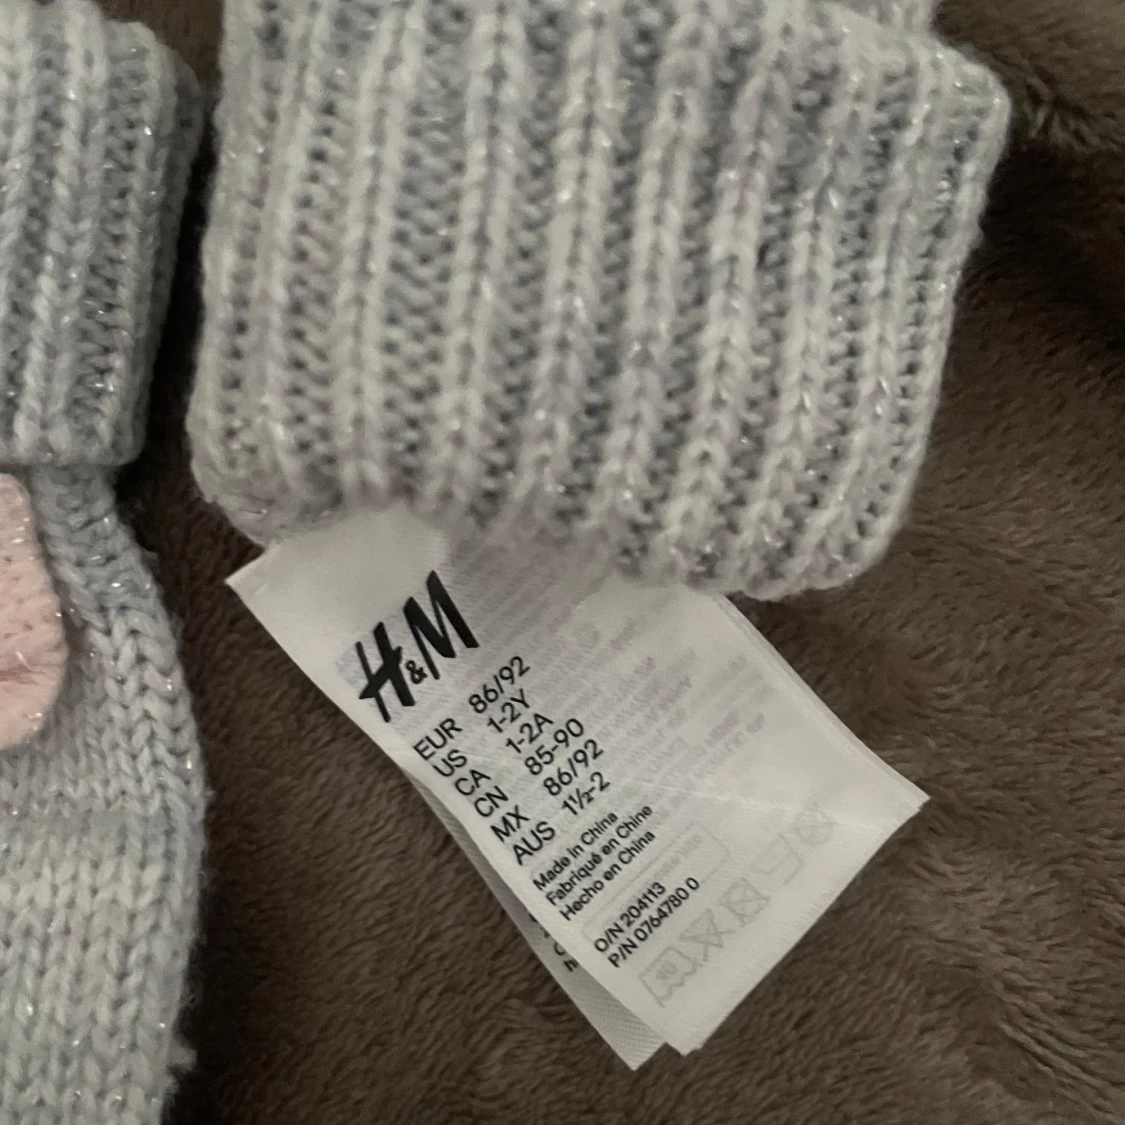 H&M
EUR 86/92
US 1-2Y
CA 1-2A
CN 85-90
MX 86/92
AUS 1½-2
Made in China
Fabriqué en Chine
Hecho en China
O/N 204113
P/N 0764780 0